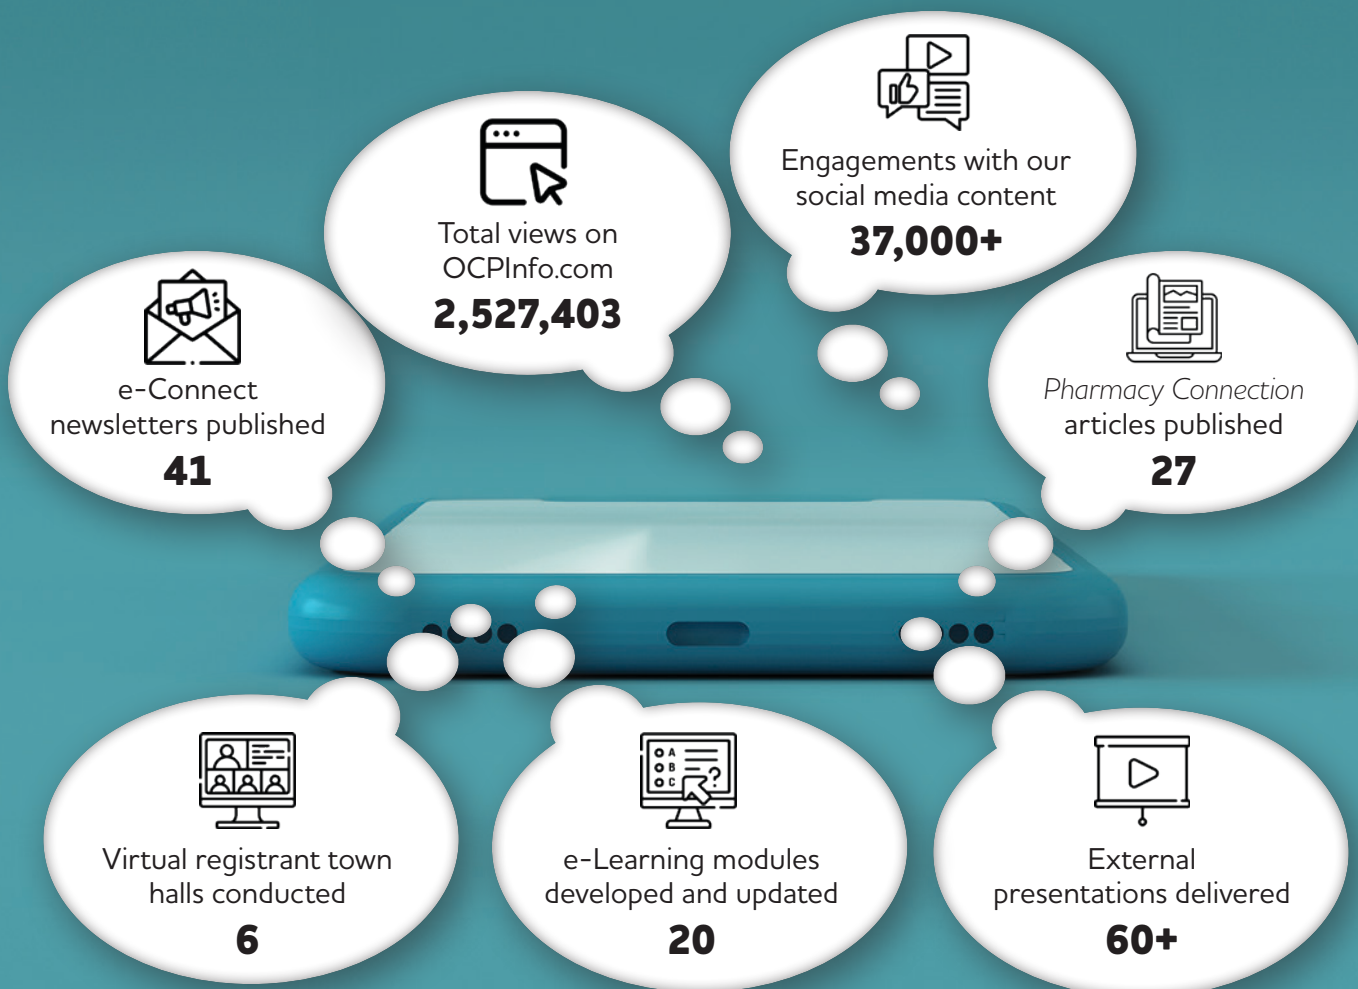 Engagements with our
social media content
37,000+
Total views on
OCPInfo.com
2,527,403
e-Connect
newsletters published
41
Pharmacy Connection
articles published
27
Virtual registrant town
halls conducted
6
A
B
C
?
e-Learning modules
developed and updated
20
External
presentations delivered
60+